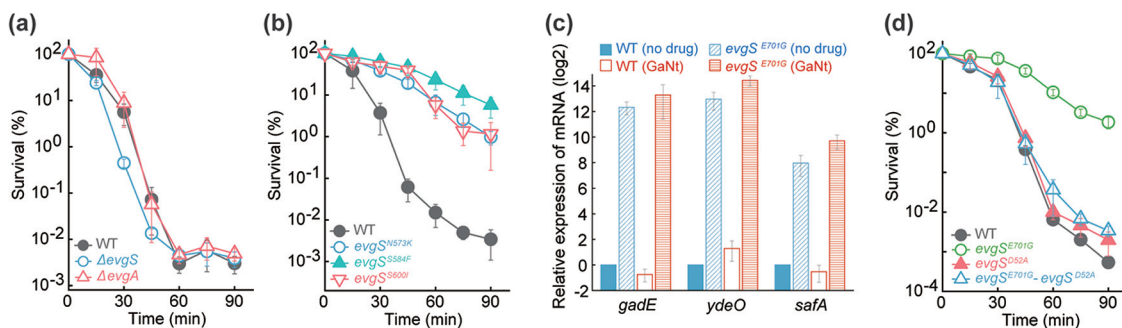 (a)
Survival (%)
10²
10¹
10⁰
10⁻¹
10⁻²
10⁻³
WT
ΔevgS
ΔevgA
0 30 60 90
Time (min)
(b)
Survival (%)
10²
10¹
10⁰
10⁻¹
10⁻²
10⁻³
WT
evgS^N573K
evgS^S584F
evgS^S600I
0 30 60 90
Time (min)
(c)
WT (no drug) evgS^E701G (no drug)
WT (GaNt) evgS^E701G (GaNt)
Relative expression of mRNA (log2)
14
12
10
8
6
4
2
0
-2
gadE ydeO safA
(d)
Survival (%)
10²
10⁰
10⁻²
10⁻⁴
WT
evgS^E701G
evgS^D52A
evgS^E701G-evgS^D52A
0 30 60 90
Time (min)